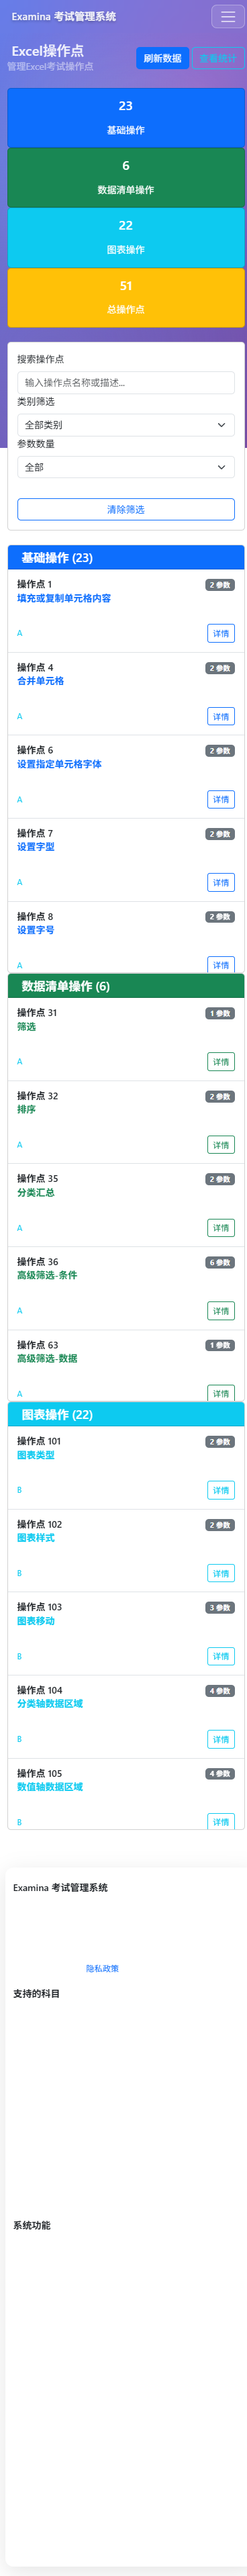 Examina 考试管理系统
Excel操作点
管理Excel考试操作点
刷新数据
查看统计
23
基础操作
6
数据清单操作
22
图表操作
51
总操作点
搜索操作点
输入操作点名称或描述...
类别筛选
全部类别
参数数量
全部
清除筛选
基础操作 (23)
操作点 1
2 参数
填充或复制单元格内容
A
详情
操作点 4
2 参数
合并单元格
A
详情
操作点 6
2 参数
设置指定单元格字体
A
详情
操作点 7
2 参数
设置字型
A
详情
操作点 8
2 参数
设置字号
A
详情
数据清单操作 (6)
操作点 31
1 参数
筛选
A
详情
操作点 32
2 参数
排序
A
详情
操作点 35
2 参数
分类汇总
A
详情
操作点 36
6 参数
高级筛选-条件
A
详情
操作点 63
1 参数
高级筛选-数据
A
详情
图表操作 (22)
操作点 101
2 参数
图表类型
B
详情
操作点 102
2 参数
图表样式
B
详情
操作点 103
3 参数
图表移动
B
详情
操作点 104
4 参数
分类轴数据区域
B
详情
操作点 105
4 参数
数值轴数据区域
B
详情
Examina 考试管理系统
隐私政策
支持的科目
系统功能